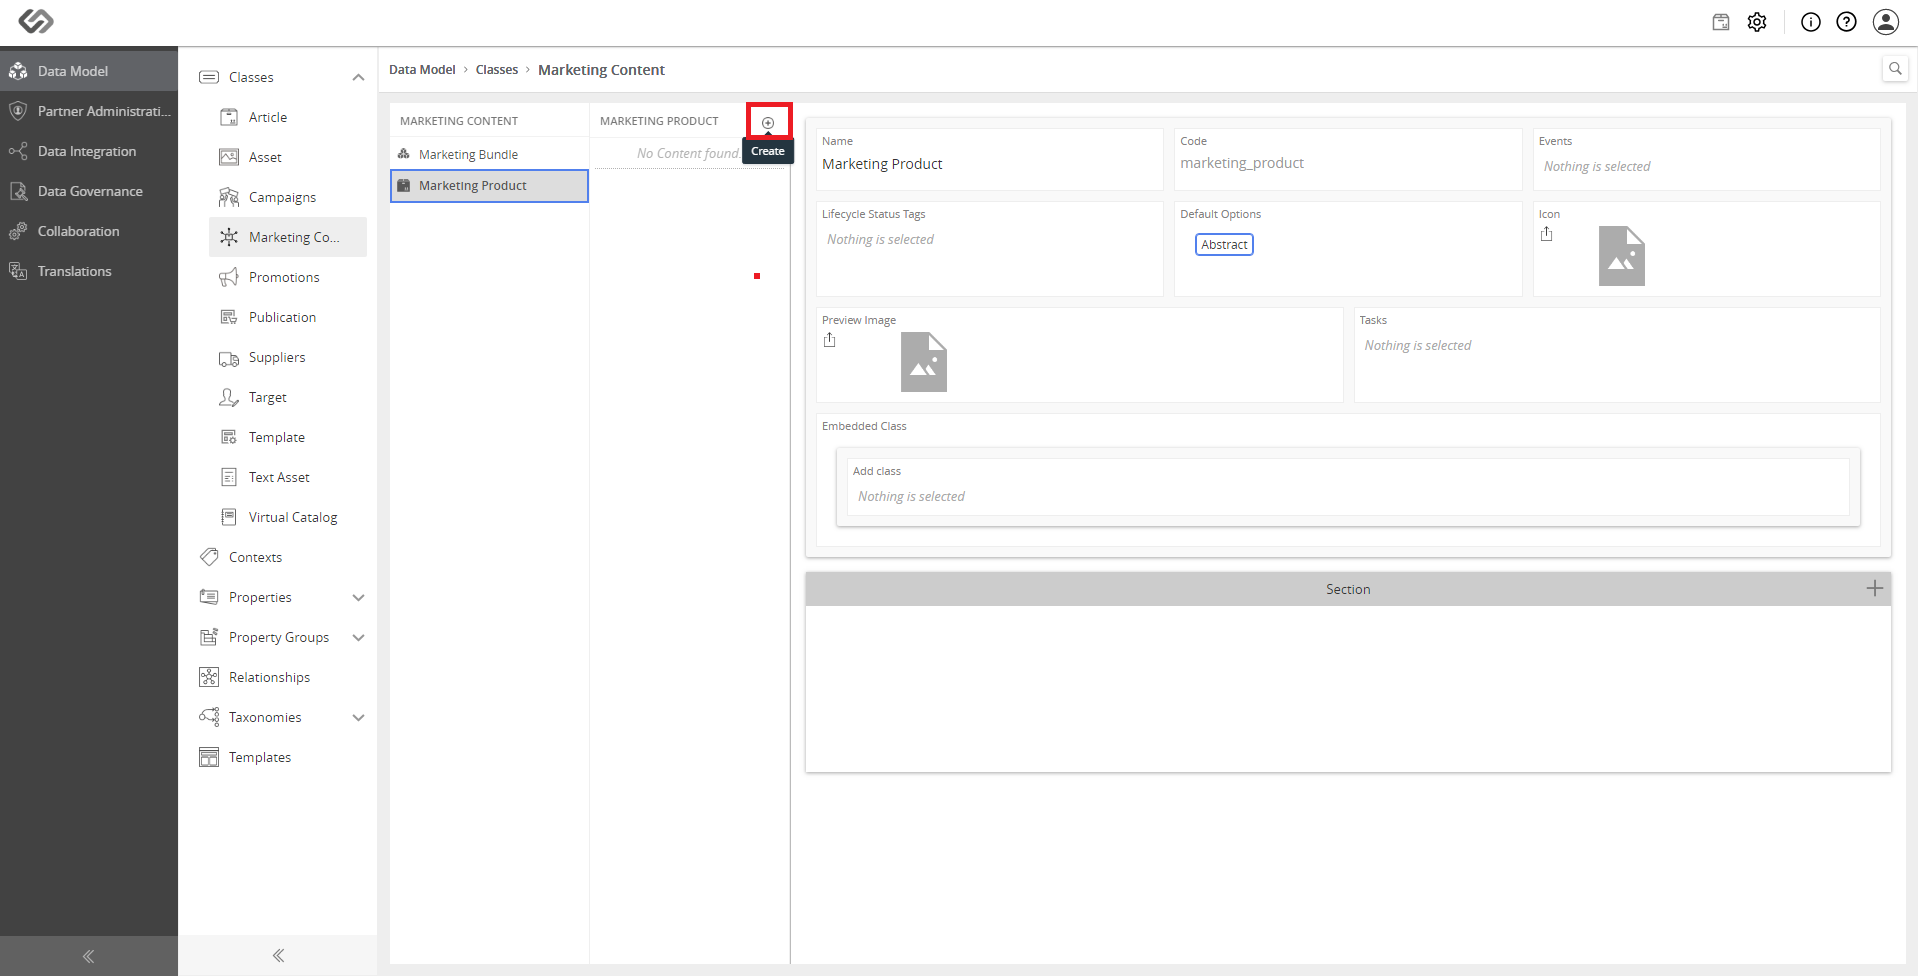 Data Model
Partner Administrati...
Data Integration
Data Governance
Collaboration
Translations
Classes
Article
Asset
Campaigns
Marketing Co...
Promotions
Publication
Suppliers
Target
Template
Text Asset
Virtual Catalog
Contexts
Properties
Property Groups
Relationships
Taxonomies
Templates
Data Model › Classes › Marketing Content
MARKETING CONTENT
Marketing Bundle
Marketing Product
MARKETING PRODUCT
Create
No Content found.
Name
Marketing Product
Code
marketing_product
Events
Nothing is selected
Lifecycle Status Tags
Nothing is selected
Default Options
Abstract
Icon
Preview Image
Tasks
Nothing is selected
Embedded Class
Add class
Nothing is selected
Section